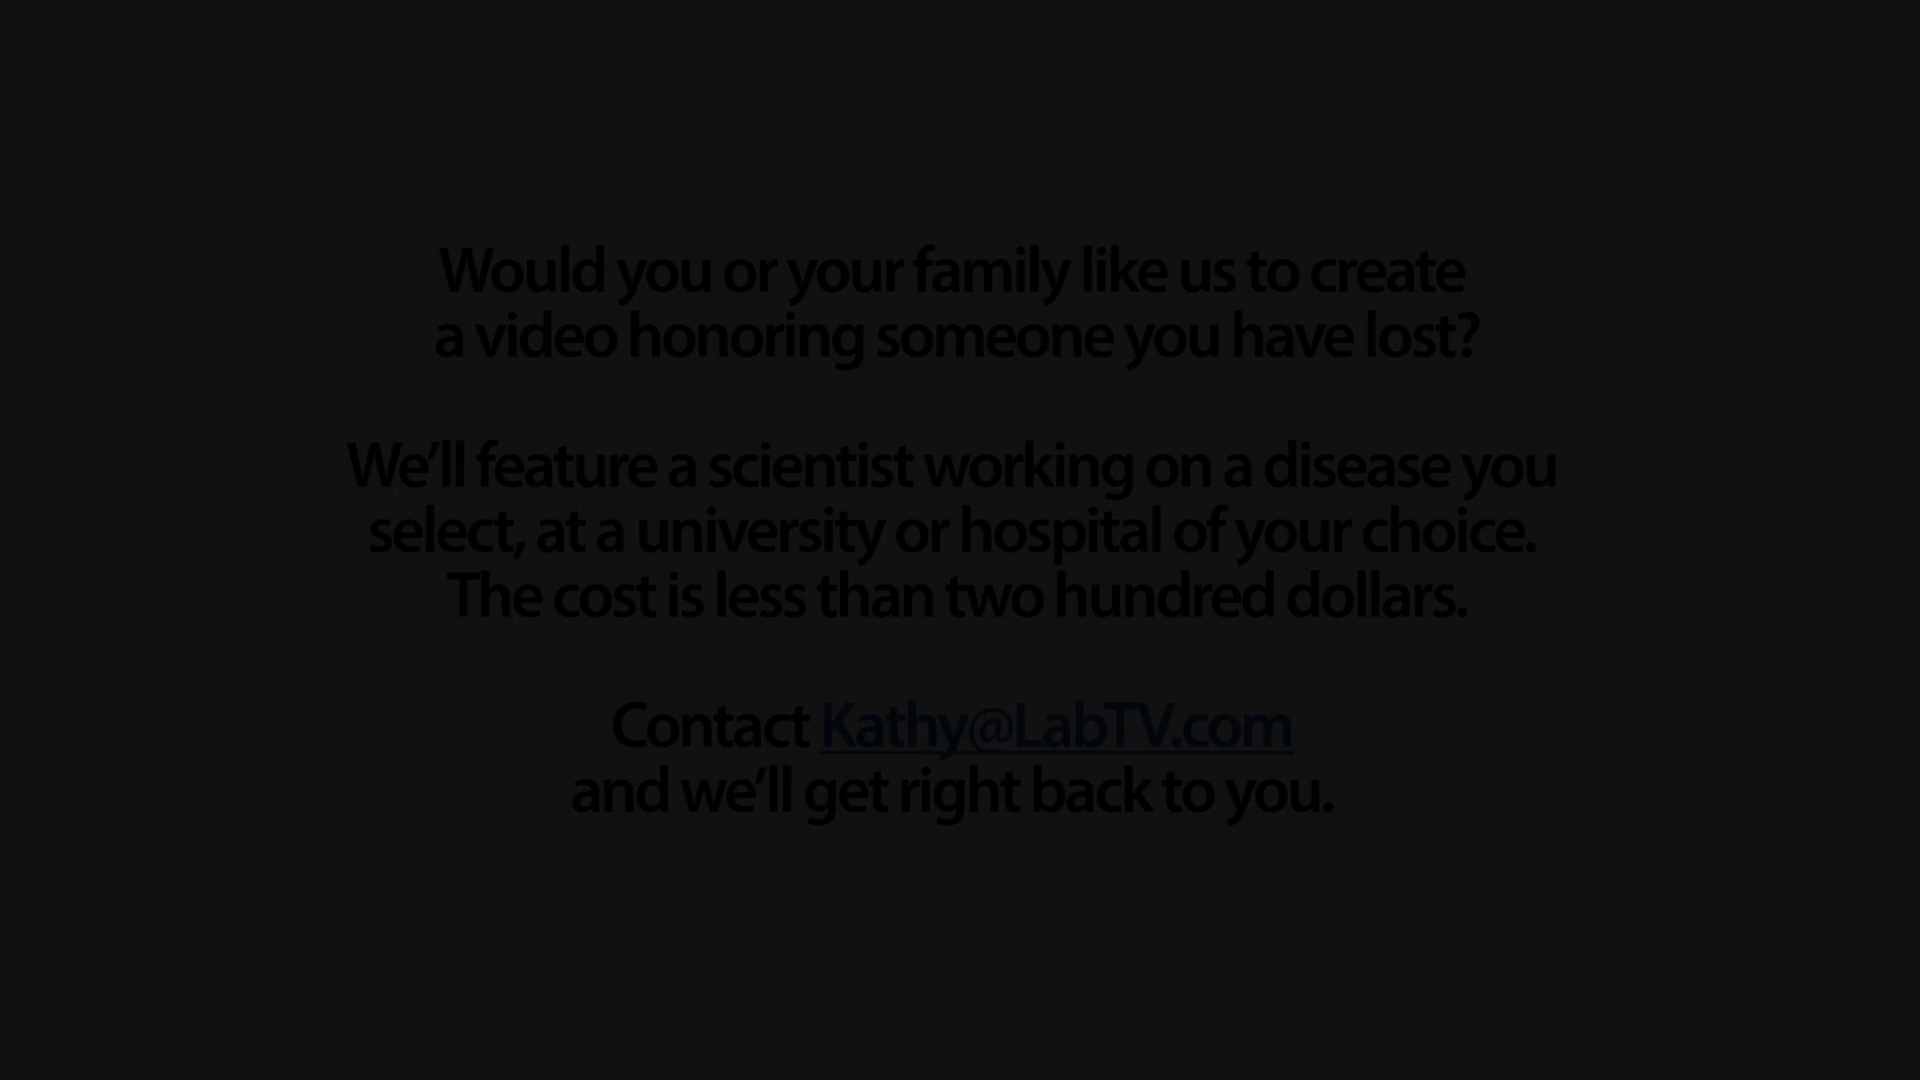 Would you or your family like us to create
a video honoring someone you have lost?
We’ll feature a scientist working on a disease you
select, at a university or hospital of your choice.
The cost is less than two hundred dollars.
Contact Kathy@LabTV.com
and we’ll get right back to you.